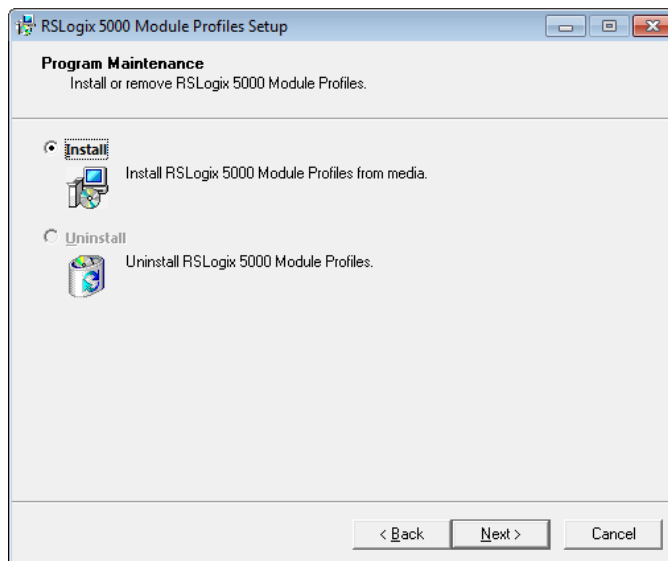 RSLogix 5000 Module Profiles Setup
Program Maintenance
Install or remove RSLogix 5000 Module Profiles.
Install
Install RSLogix 5000 Module Profiles from media.
Uninstall
Uninstall RSLogix 5000 Module Profiles.
< Back
Next >
Cancel